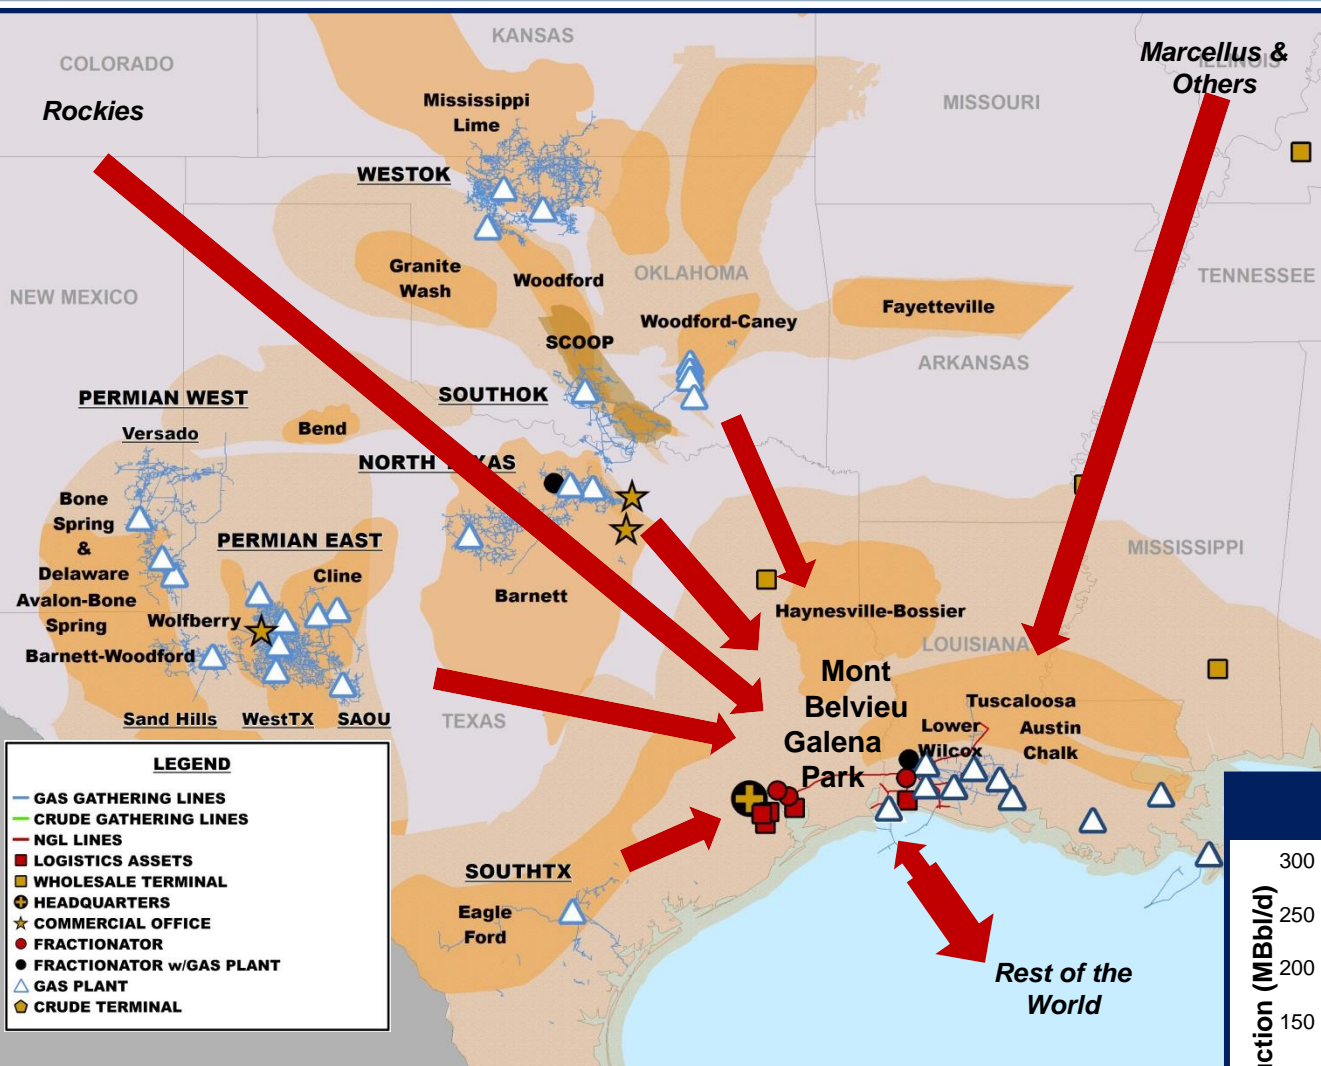 KANSAS
COLORADO
Marcellus &
ILLINOIS
Others
Rockies
Mississippi
Lime
MISSOURI
WESTOK
Granite
Wash
Woodford
OKLAHOMA
TENNESSEE
NEW MEXICO
Woodford-Caney
Fayetteville
SCOOP
ARKANSAS
PERMIAN WEST
SOUTHOK
Versado
Bend
NORTH TEXAS
Bone
Spring
&
Delaware
Avalon-Bone
Spring
PERMIAN EAST
Cline
MISSISSIPPI
Barnett
Wolfberry
Haynesville-Bossier
Barnett-Woodford
LOUISIANA
Mont
Belvieu
Galena
Park
Sand Hills
WestTX
SAOU
TEXAS
Tuscaloosa
Lower
Wilcox
Austin
Chalk
LEGEND
GAS GATHERING LINES
CRUDE GATHERING LINES
NGL LINES
LOGISTICS ASSETS
WHOLESALE TERMINAL
HEADQUARTERS
COMMERCIAL OFFICE
FRACTIONATOR
FRACTIONATOR w/GAS PLANT
GAS PLANT
CRUDE TERMINAL
SOUTHTX
Eagle
Ford
Rest of the
World
300
250
200
150
uction (MBbl/d)